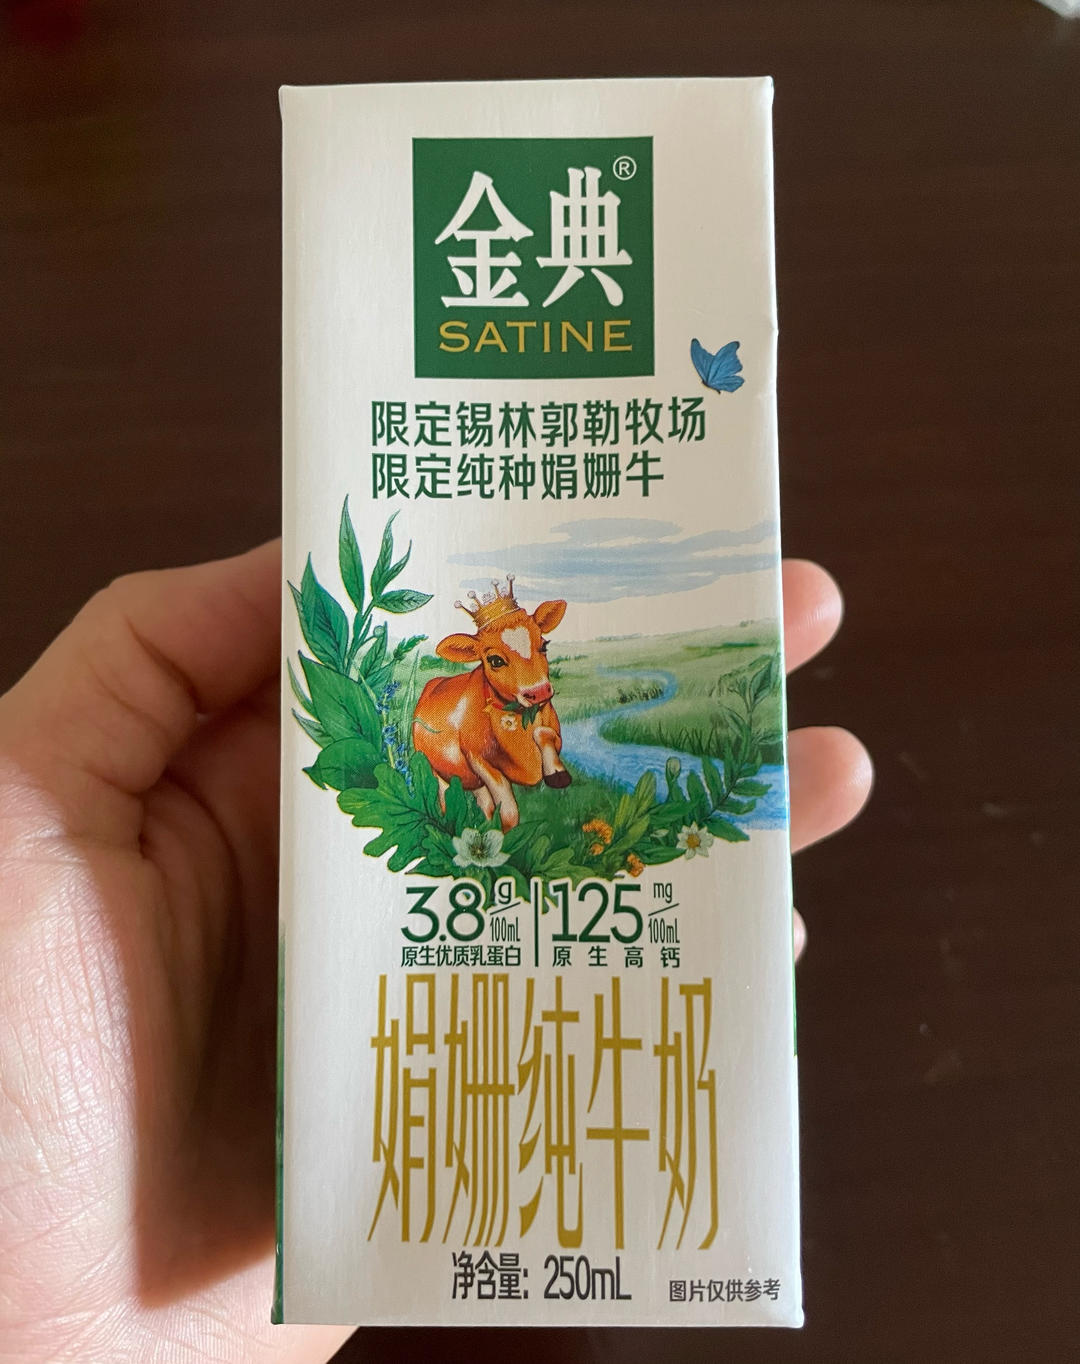 金典®
SATINE
限定锡林郭勒牧场
限定纯种娟姗牛
3.8g/100mL 125mg/100mL
原生优质乳蛋白 原生高钙
娟姗纯牛奶
净含量: 250mL
图片仅供参考